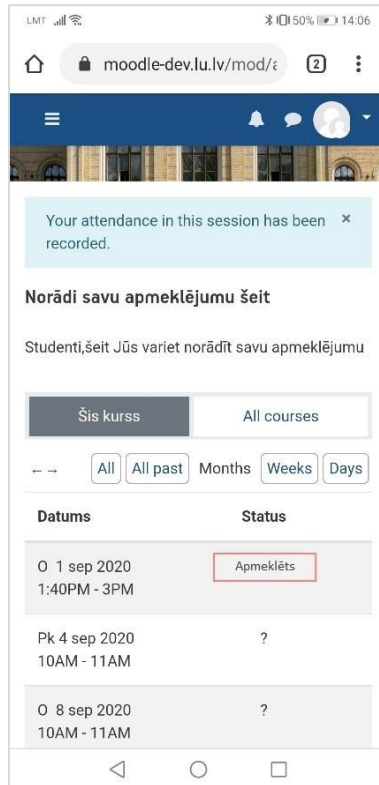 LMT 50% 14:06
moodle-dev.lu.lv/mod/a 2
Your attendance in this session has been ×
recorded.
Norādi savu apmeklējumu šeit
Studenti,šeit Jūs variet norādīt savu apmeklējumu
Šis kurss All courses
←→ All All past Months Weeks Days
Datums Status
O 1 sep 2020 Apmeklēts
1:40PM - 3PM
Pk 4 sep 2020 ?
10AM - 11AM
O 8 sep 2020 ?
10AM - 11AM